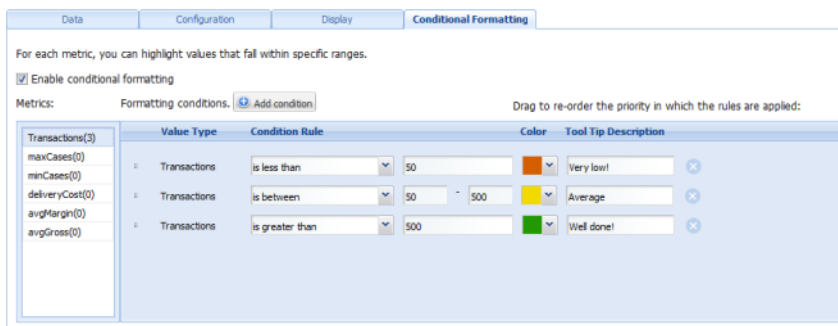 Data Configuration Display Conditional Formatting
For each metric, you can highlight values that fall within specific ranges.
Enable conditional formatting
Metrics: Formatting conditions. Add condition Drag to re-order the priority in which the rules are applied:
Transactions(3) Value Type Condition Rule Color Tool Tip Description
maxCases(0)
Transactions is less than 50 Very low!
minCases(0)
deliveryCost(0) Transactions is between 50 - 500 Average
avgMargin(0)
avgGross(0) Transactions is greater than 500 Well done!